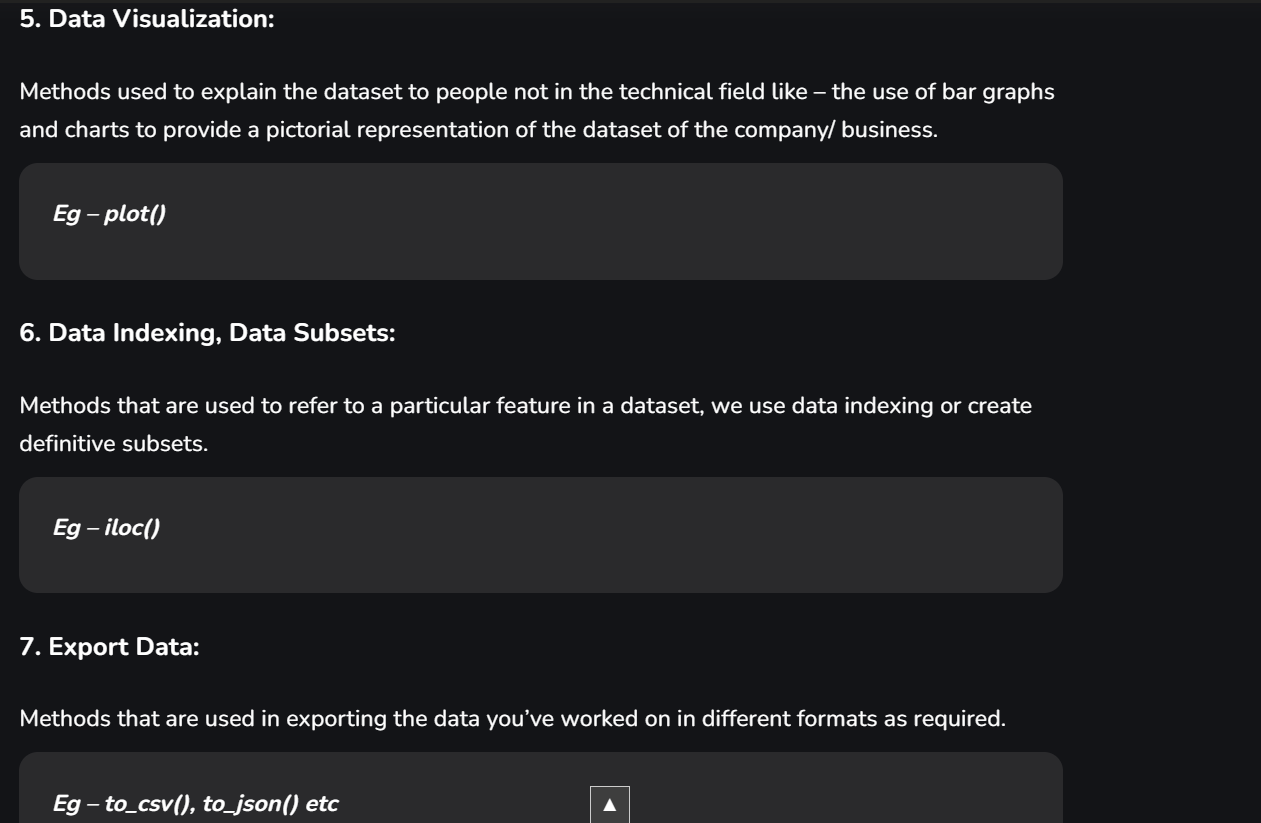 5. Data Visualization:
Methods used to explain the dataset to people not in the technical field like – the use of bar graphs
and charts to provide a pictorial representation of the dataset of the company/ business.
Eg – plot()
6. Data Indexing, Data Subsets:
Methods that are used to refer to a particular feature in a dataset, we use data indexing or create
definitive subsets.
Eg – iloc()
7. Export Data:
Methods that are used in exporting the data you’ve worked on in different formats as required.
Eg – to_csv(), to_json() etc